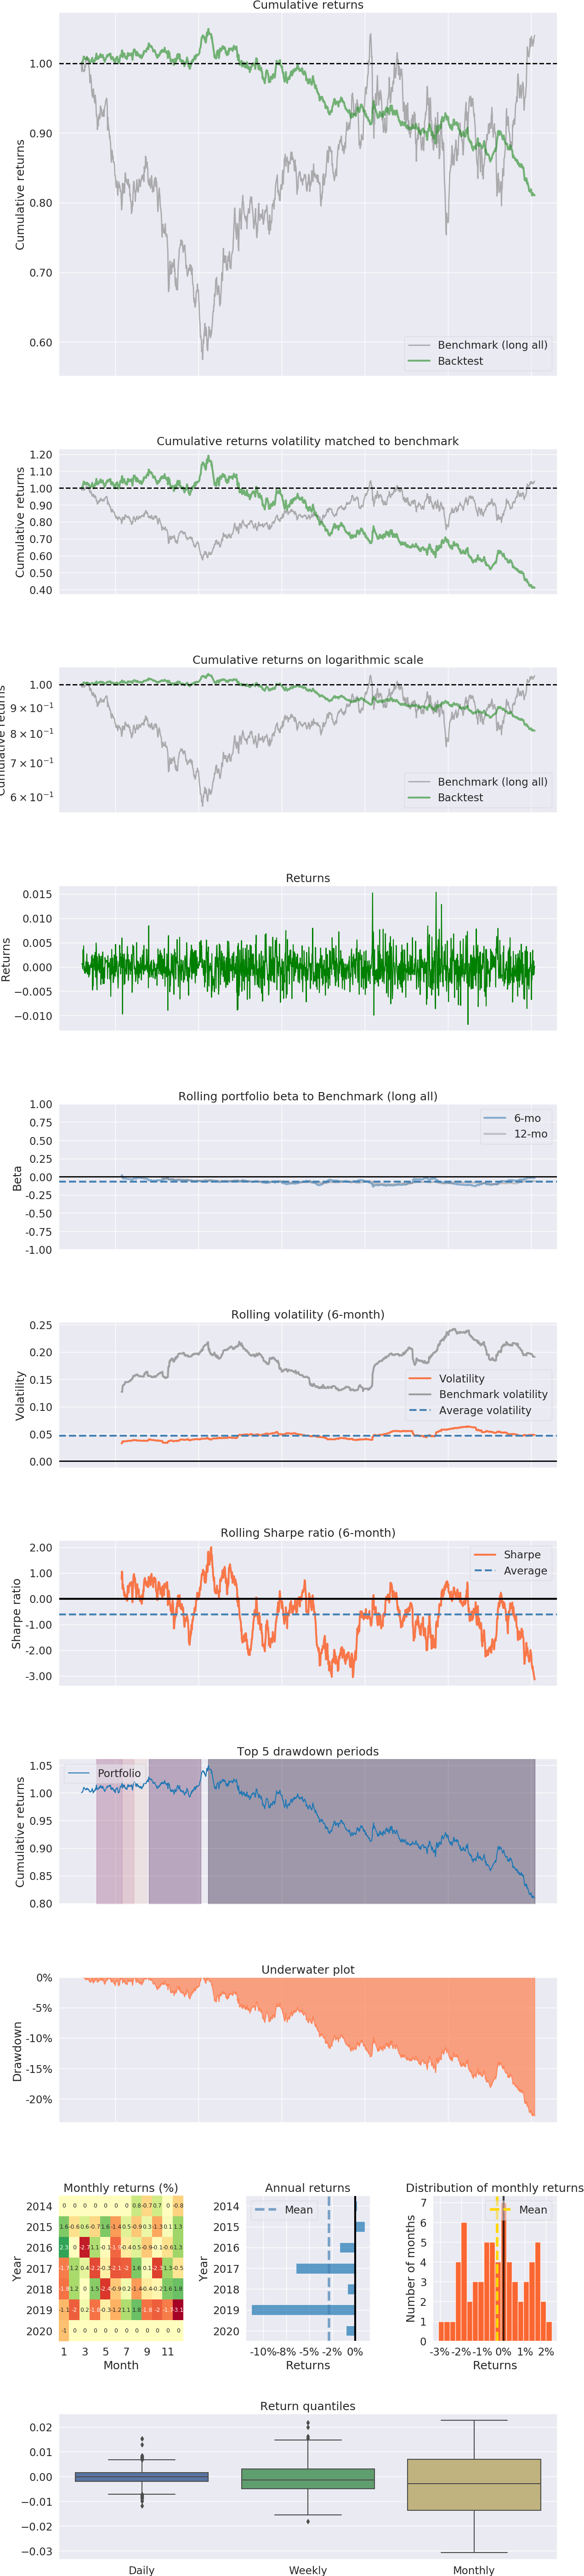 Cumulative returns
Cumulative returns
1.00
0.90
0.80
0.70
0.60
Benchmark (long all)
Backtest
Cumulative returns volatility matched to benchmark
Cumulative returns
1.20
1.10
1.00
0.90
0.80
0.70
0.60
0.50
0.40
Cumulative returns on logarithmic scale
Cumulative returns
1.00
9 × 10⁻¹
8 × 10⁻¹
7 × 10⁻¹
6 × 10⁻¹
Benchmark (long all)
Backtest
Returns
Returns
0.015
0.010
0.005
0.000
−0.005
−0.010
Rolling portfolio beta to Benchmark (long all)
Beta
1.00
0.75
0.50
0.25
0.00
-0.25
-0.50
-0.75
-1.00
6-mo
12-mo
Rolling volatility (6-month)
Volatility
0.25
0.20
0.15
0.10
0.05
0.00
Volatility
Benchmark volatility
Average volatility
Rolling Sharpe ratio (6-month)
Sharpe ratio
2.00
1.00
0.00
-1.00
-2.00
-3.00
Sharpe
Average
Top 5 drawdown periods
Cumulative returns
1.05
1.00
0.95
0.90
0.85
0.80
Portfolio
Underwater plot
Drawdown
0%
-5%
-10%
-15%
-20%
Monthly returns (%)
Year
2014
2015
2016
2017
2018
2019
2020
1 3 5 7 9 11
Month
Annual returns
Year
2014
2015
2016
2017
2018
2019
2020
Mean
-10% -8% -5% -2% 0%
Returns
Distribution of monthly returns
Number of months
7
6
5
4
3
2
1
0
Mean
-3% -2% -1% 0% 1% 2%
Returns
Return quantiles
0.02
0.01
0.00
−0.01
−0.02
−0.03
Daily Weekly Monthly